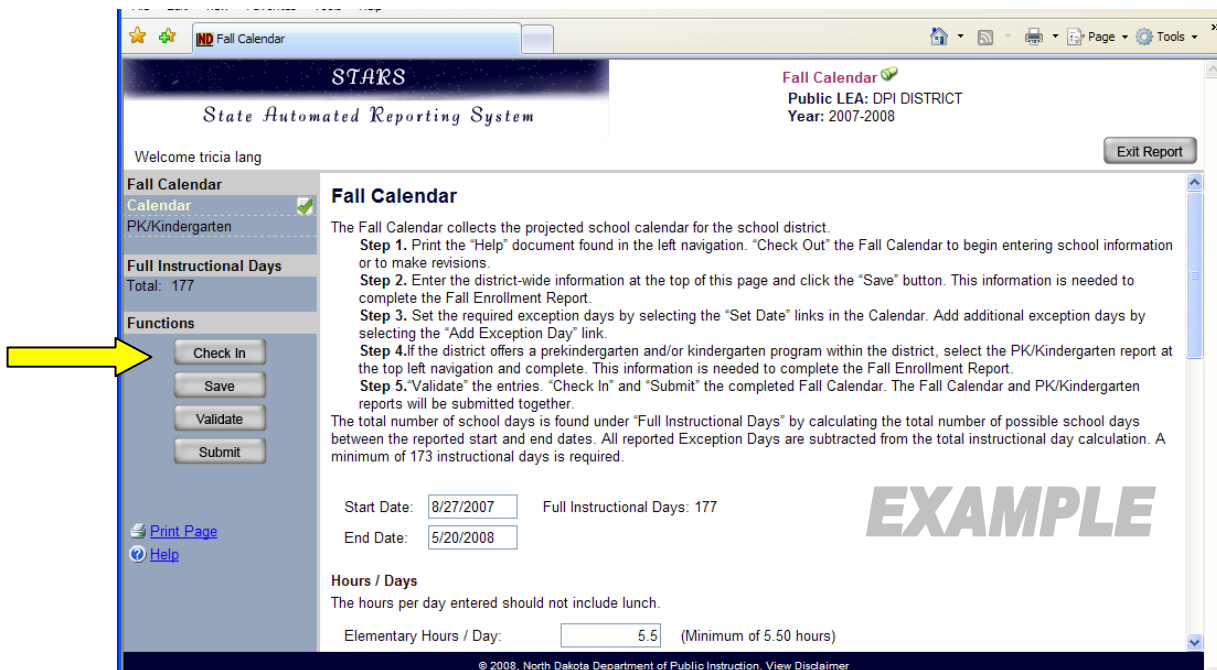 Fall Calendar
Page
Tools
»
STARS
State Automated Reporting System
Fall Calendar
Public LEA: DPI DISTRICT
Year: 2007-2008
Welcome tricia lang
Exit Report
Fall Calendar
Calendar
PK/Kindergarten
Full Instructional Days
Total: 177
Functions
Check In
Save
Validate
Submit
Print Page
Help
Fall Calendar
The Fall Calendar collects the projected school calendar for the school district.
Step 1. Print the “Help” document found in the left navigation. “Check Out” the Fall Calendar to begin entering school information
or to make revisions.
Step 2. Enter the district-wide information at the top of this page and click the “Save” button. This information is needed to
complete the Fall Enrollment Report.
Step 3. Set the required exception days by selecting the “Set Date” links in the Calendar. Add additional exception days by
selecting the “Add Exception Day” link.
Step 4.If the district offers a prekindergarten and/or kindergarten program within the district, select the PK/Kindergarten report at
the top left navigation and complete. This information is needed to complete the Fall Enrollment Report.
Step 5.“Validate” the entries. “Check In” and “Submit” the completed Fall Calendar. The Fall Calendar and PK/Kindergarten
reports will be submitted together.
The total number of school days is found under “Full Instructional Days” by calculating the total number of possible school days
between the reported start and end dates. All reported Exception Days are subtracted from the total instructional day calculation. A
minimum of 173 instructional days is required.
Start Date: 8/27/2007 Full Instructional Days: 177
End Date: 5/20/2008
EXAMPLE
Hours / Days
The hours per day entered should not include lunch.
Elementary Hours / Day: 5.5 (Minimum of 5.50 hours)
© 2008, North Dakota Department of Public Instruction, View Disclaimer